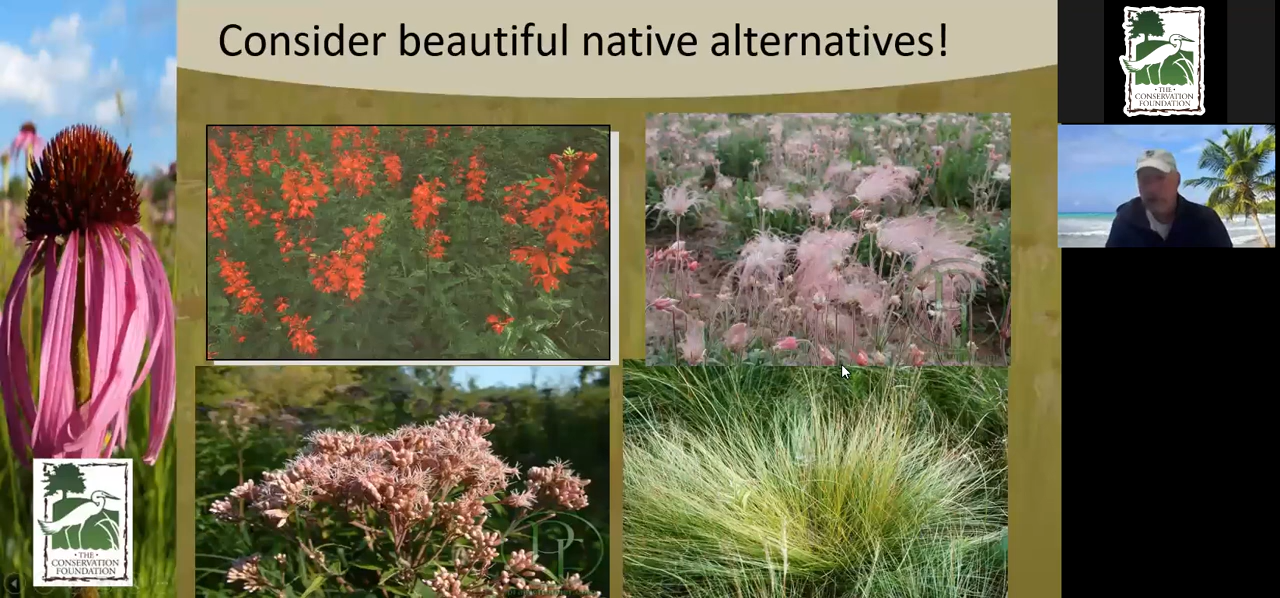 Consider beautiful native alternatives!
THE
CONSERVATION
FOUNDATION
THE
CONSERVATION
FOUNDATION